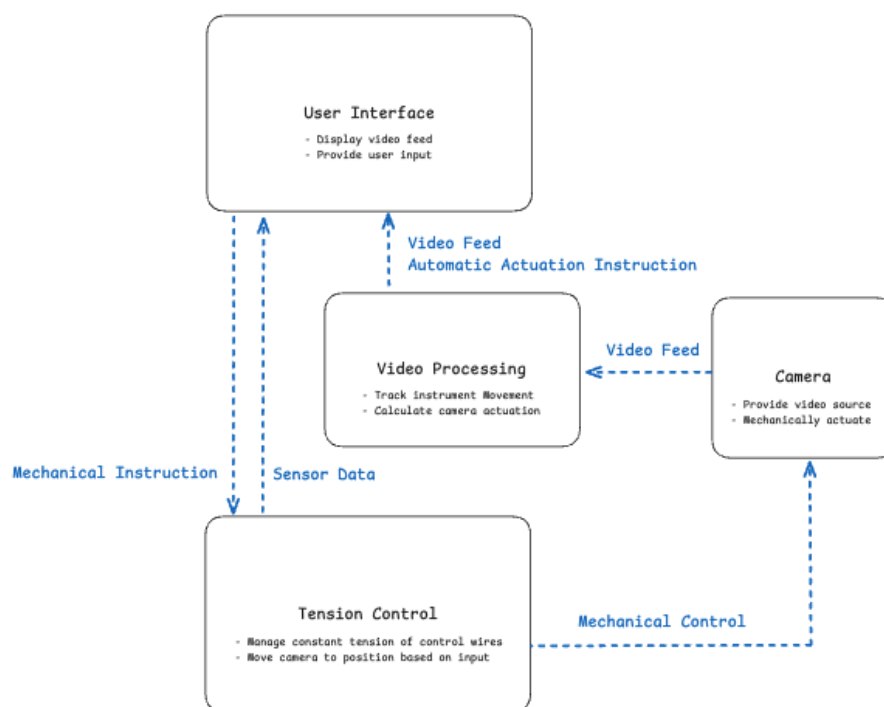 User Interface
- Display video feed
- Provide user input
Video Feed
Automatic Actuation Instruction
Video Processing
- Track instrument Movement
- Calculate camera actuation
Video Feed
Camera
- Provide video source
- Mechanically actuate
Mechanical Instruction
Sensor Data
Tension Control
- Manage constant tension of control wires
- Move camera to position based on input
Mechanical Control